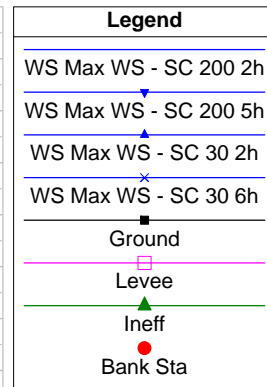 Legend
WS Max WS - SC 200 2h
WS Max WS - SC 200 5h
WS Max WS - SC 30 2h
WS Max WS - SC 30 6h
Ground
Levee
Ineff
Bank Sta